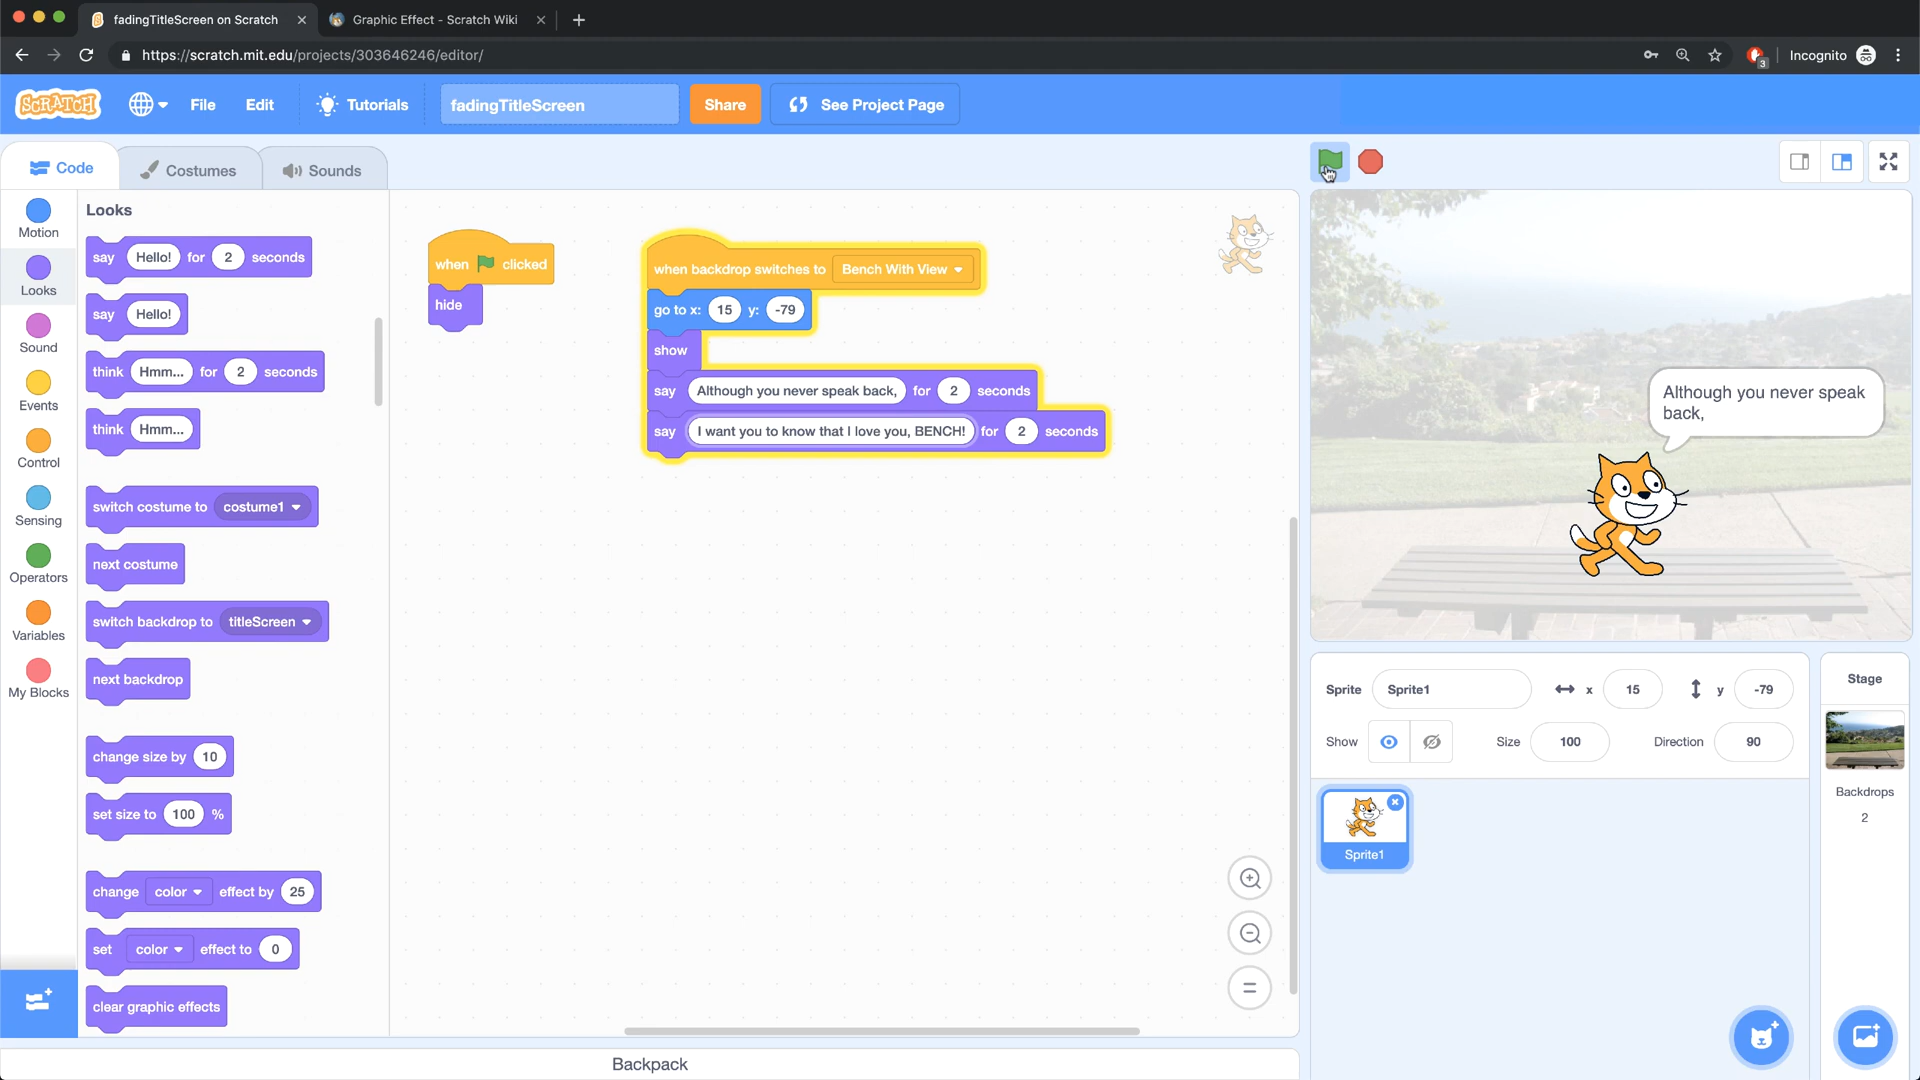 fadingTitleScreen on Scratch
Graphic Effect - Scratch Wiki
https://scratch.mit.edu/projects/303646246/editor/
3
Incognito
SCRATCH
File
Edit
Tutorials
fadingTitleScreen
Share
See Project Page
Code
Costumes
Sounds
Motion
Looks
Sound
Events
Control
Sensing
Operators
Variables
My Blocks
Looks
say Hello! for 2 seconds
say Hello!
think Hmm... for 2 seconds
think Hmm...
switch costume to costume1
next costume
switch backdrop to titleScreen
next backdrop
change size by 10
set size to 100 %
change color effect by 25
set color effect to 0
clear graphic effects
when clicked
hide
when backdrop switches to Bench With View
go to x: 15 y: -79
show
say Although you never speak back, for 2 seconds
say I want you to know that I love you, BENCH! for 2 seconds
Although you never speak
back,
Sprite Sprite1 x 15 y -79
Show Size 100 Direction 90
Sprite1
Stage
Backdrops
2
Backpack